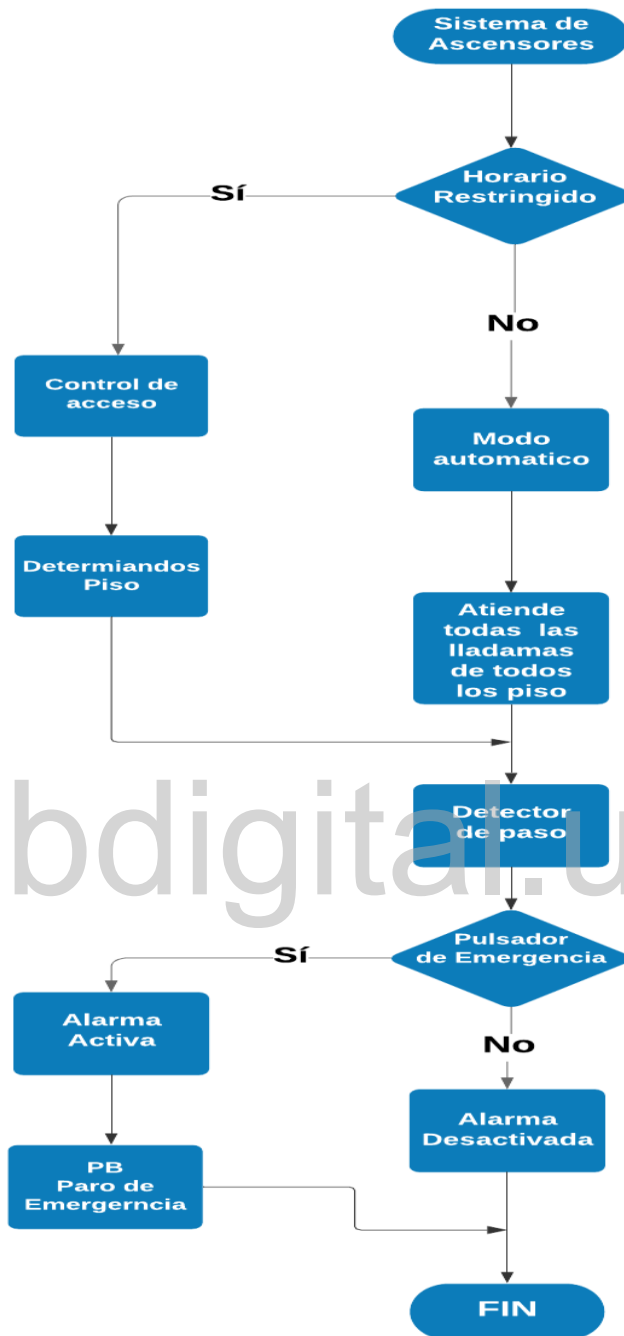 Sistema de
Ascensores
Horario
Restringido
Sí
No
Control de
acceso
Modo
automatico
Determiandos
Piso
Atiende
todas las
lladamas
de todos
los piso
Detector
de paso
bdigital.u
Pulsador
de Emergencia
Sí
No
Alarma
Activa
Alarma
Desactivada
PB
Paro de
Emergerncia
FIN